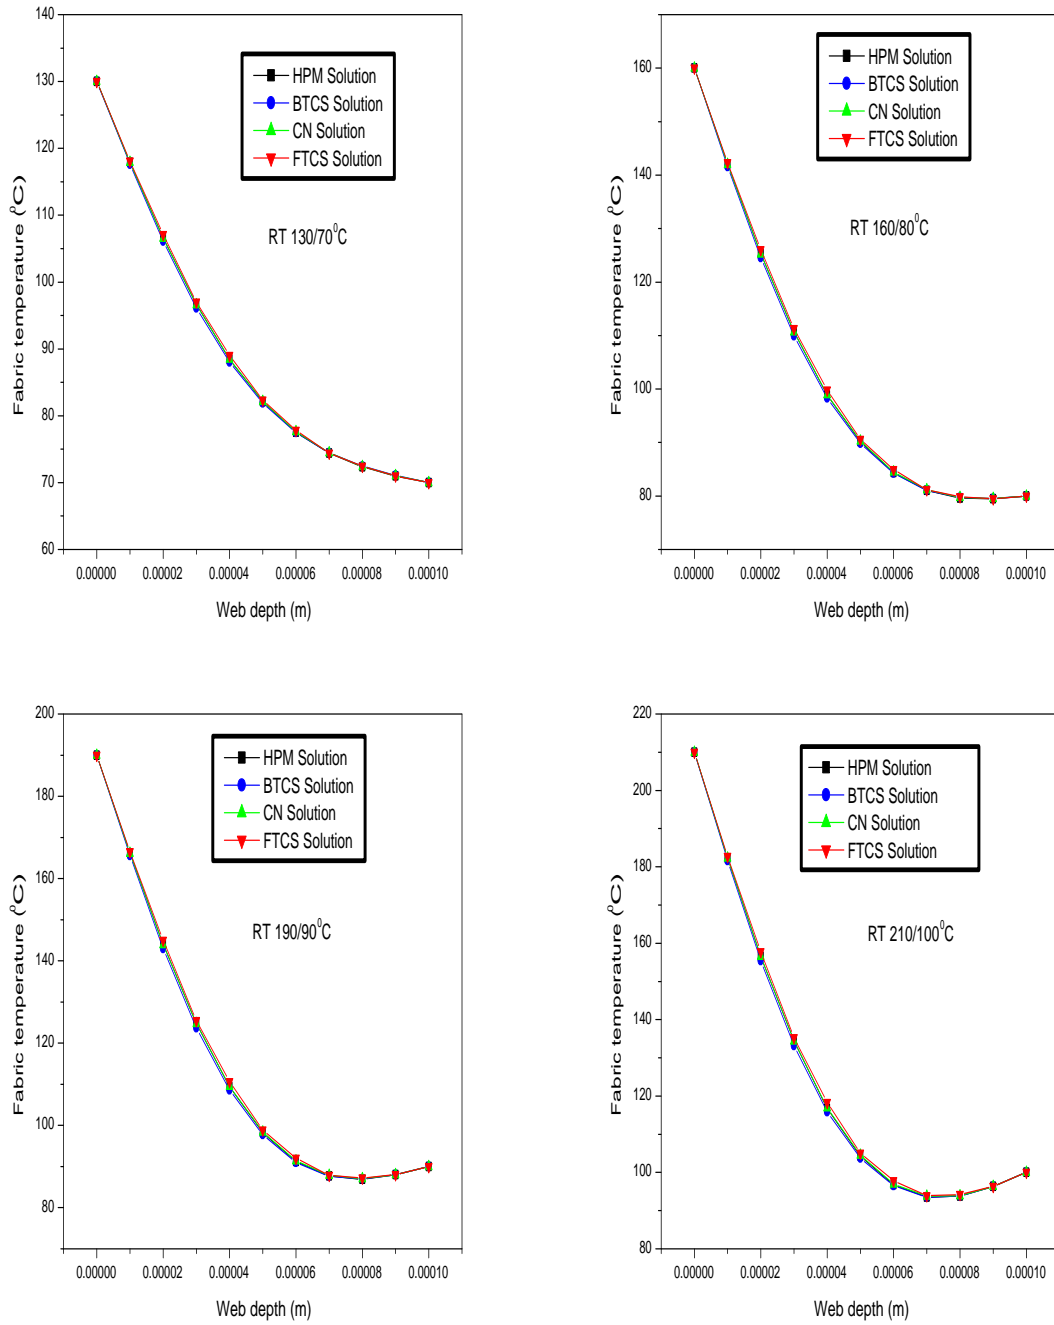 140
130
120
110
100
90
80
70
60
Fabric temperature (⁰C)
HPM Solution
BTCS Solution
CN Solution
FTCS Solution
RT 130/70⁰C
0.00000 0.00002 0.00004 0.00006 0.00008 0.00010
Web depth (m)
160
140
120
100
80
Fabric temperature (⁰C)
HPM Solution
BTCS Solution
CN Solution
FTCS Solution
RT 160/80⁰C
0.00000 0.00002 0.00004 0.00006 0.00008 0.00010
Web depth (m)
200
180
160
140
120
100
80
Fabric temperature (⁰C)
HPM Solution
BTCS Solution
CN Solution
FTCS Solution
RT 190/90⁰C
0.00000 0.00002 0.00004 0.00006 0.00008 0.00010
Web depth (m)
220
200
180
160
140
120
100
80
Fabric temperature (⁰C)
HPM Solution
BTCS Solution
CN Solution
FTCS Solution
RT 210/100⁰C
0.00000 0.00002 0.00004 0.00006 0.00008 0.00010
Web depth (m)